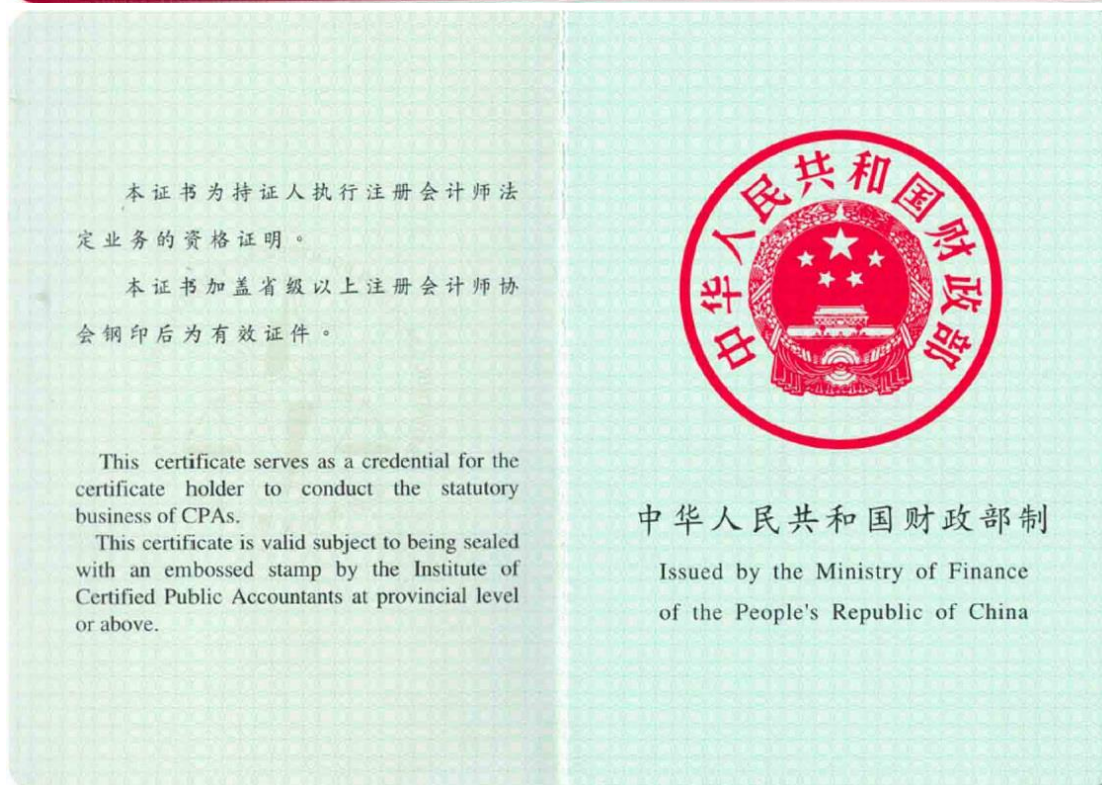 本证书为持证人执行注册会计师法
定业务的资格证明。
本证书加盖省级以上注册会计师协
会钢印后为有效证件。
This certificate serves as a credential for the
certificate holder to conduct the statutory
business of CPAs.
This certificate is valid subject to being sealed
with an embossed stamp by the Institute of
Certified Public Accountants at provincial level
or above.
中华人民共和国财政部
中华人民共和国财政部制
Issued by the Ministry of Finance
of the People's Republic of China